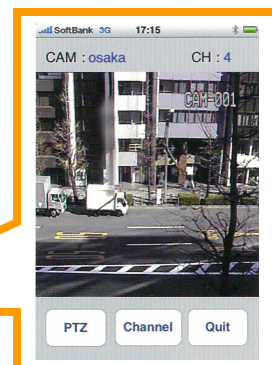 SoftBank 3G 17:15
CAM : osaka CH : 4
CAM-001
PTZ Channel Quit